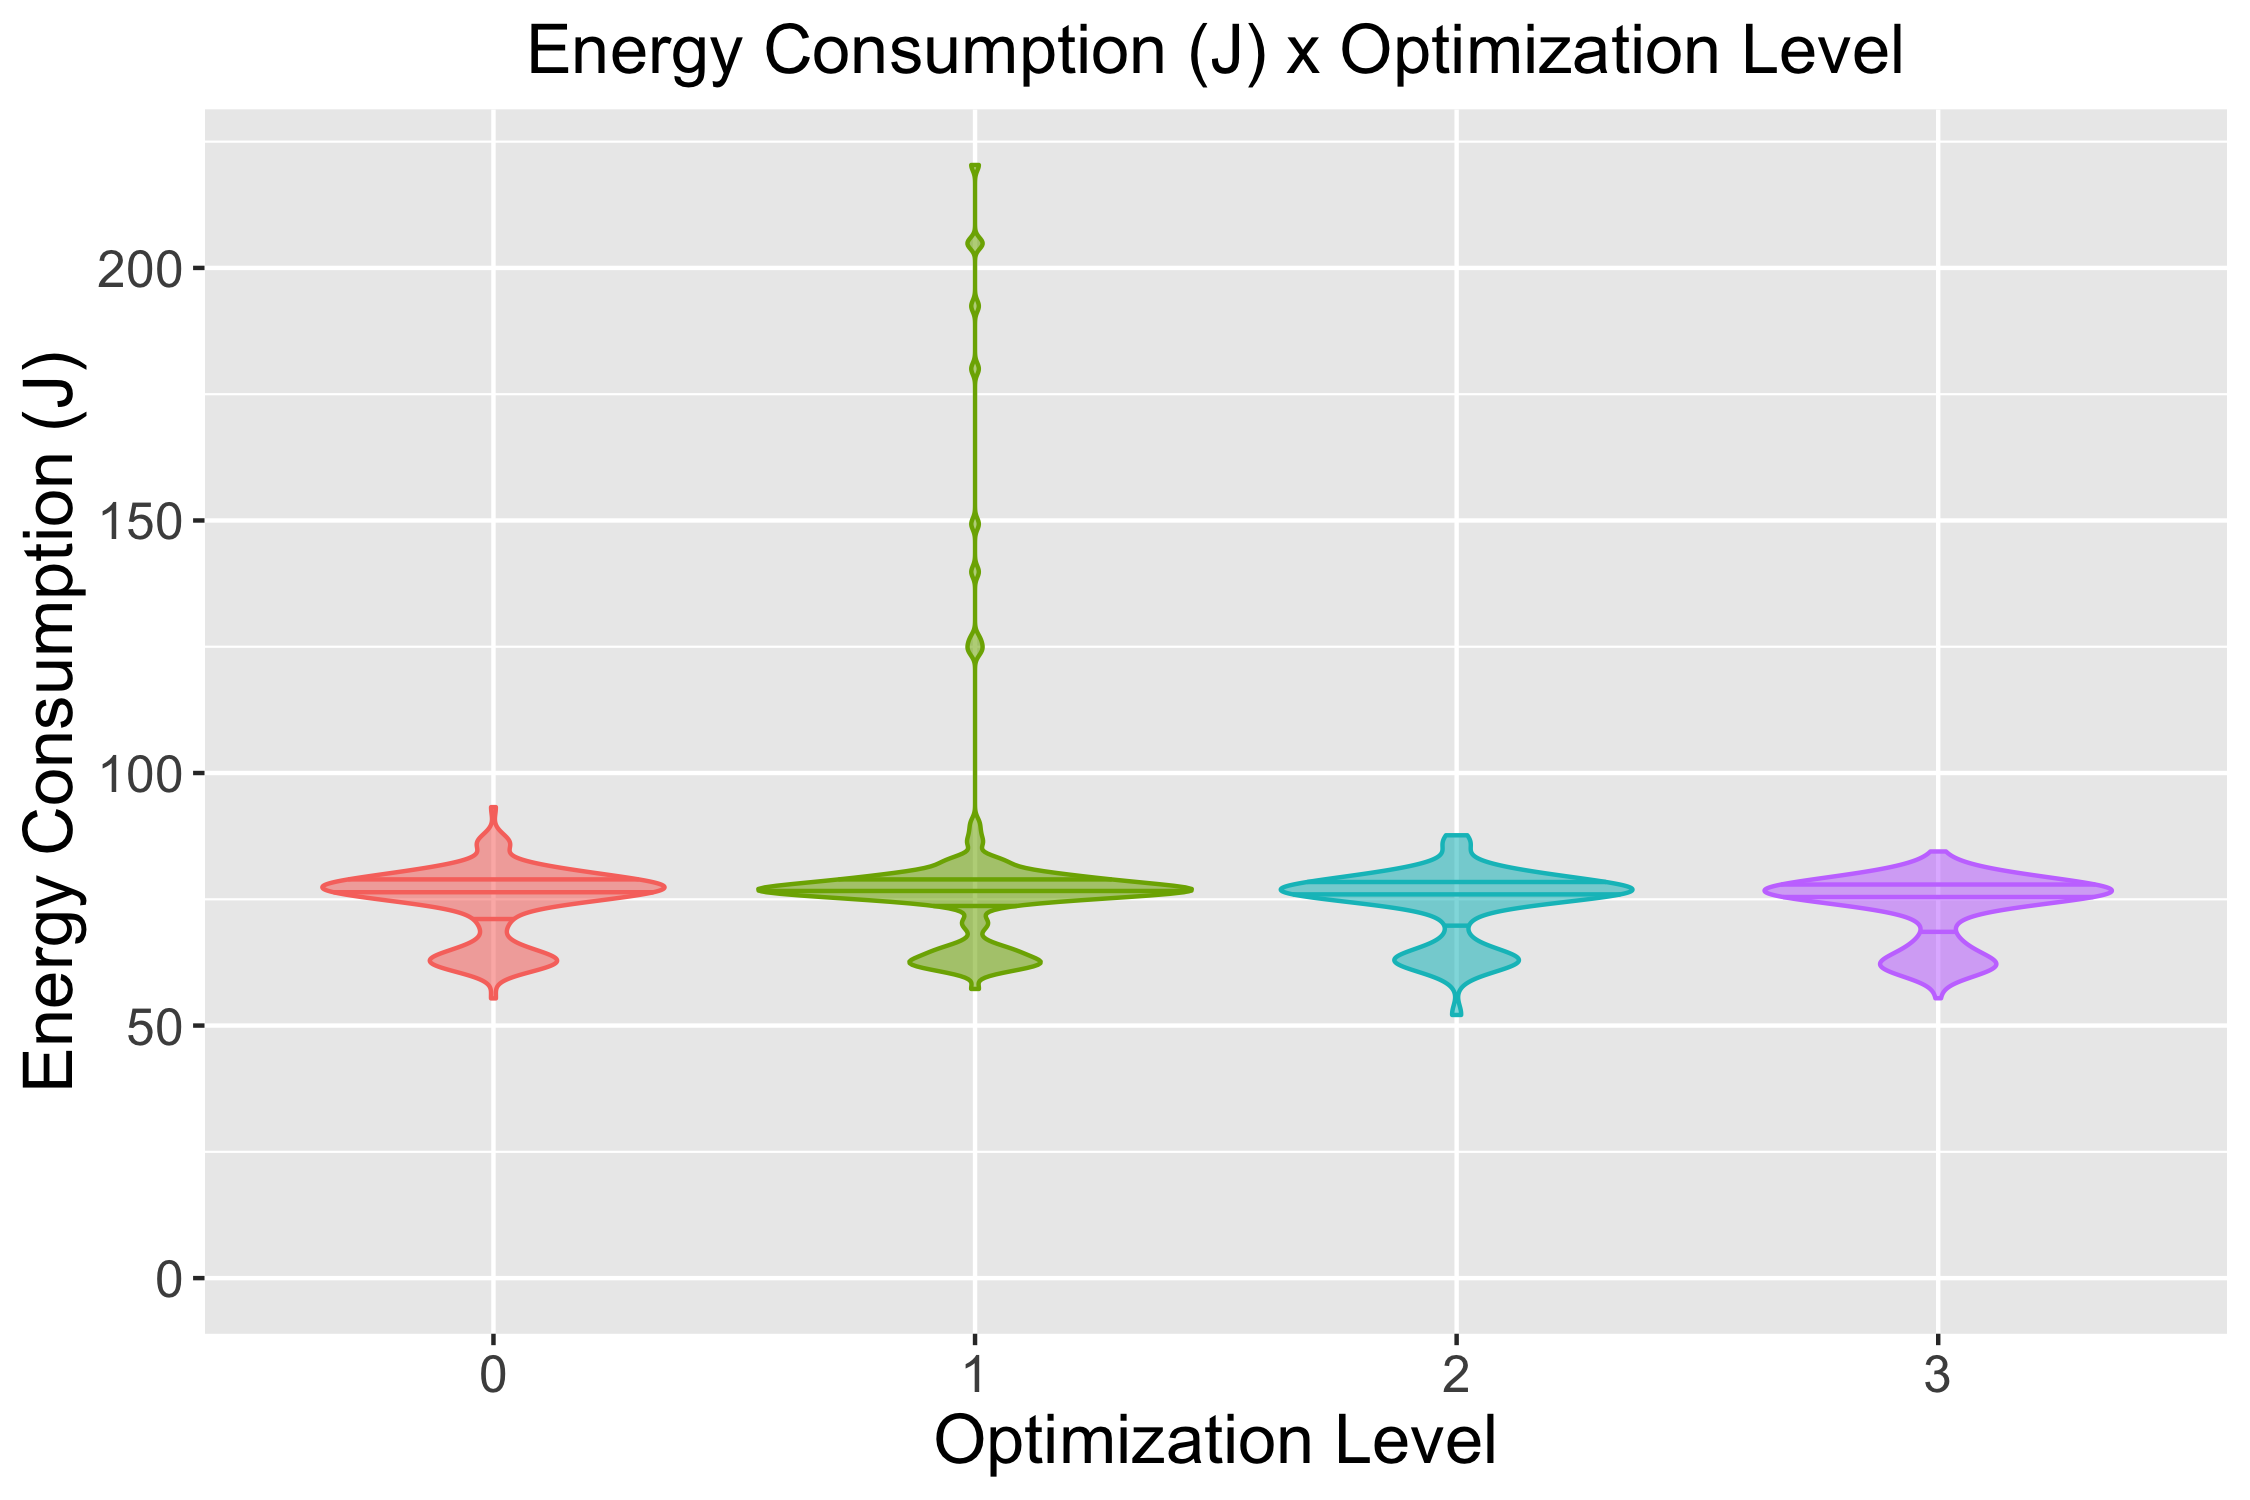 Energy Consumption (J) x Optimization Level
Energy Consumption (J)
200
150
100
50
0
0 1 2 3
Optimization Level